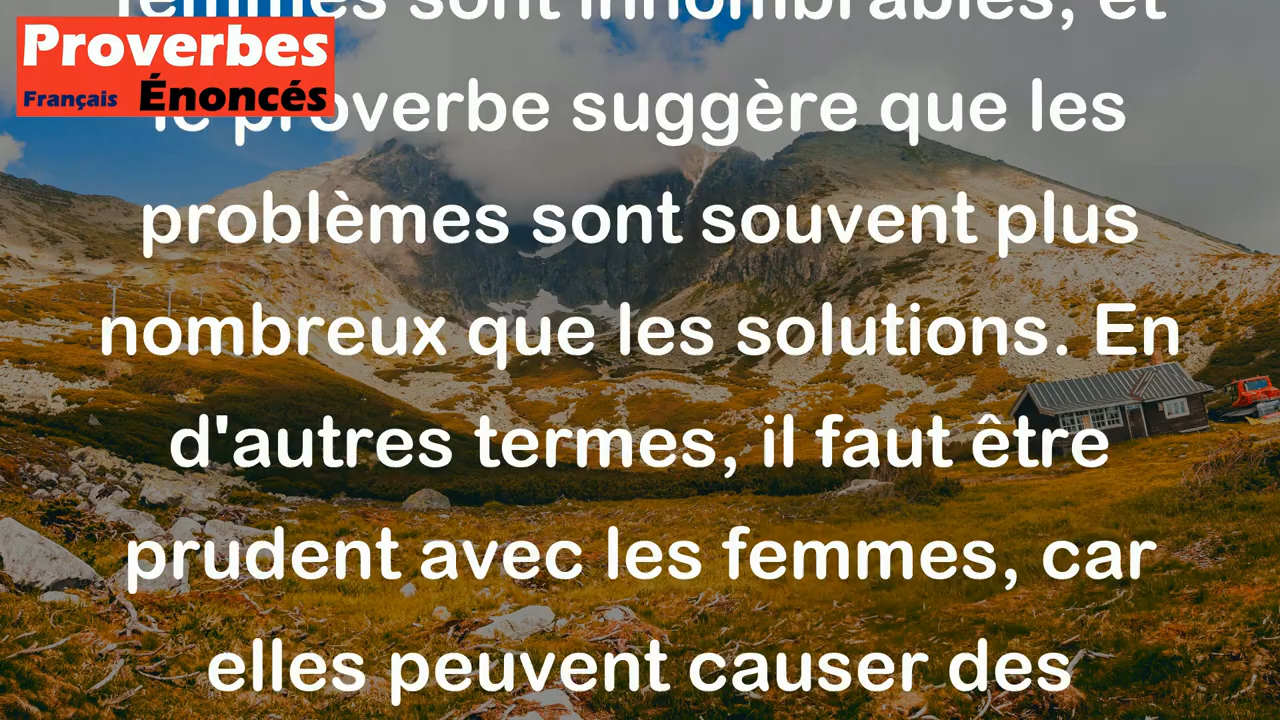 Proverbes
Français Énoncés
femmes sont innombrables, et
le proverbe suggère que les
problèmes sont souvent plus
nombreux que les solutions. En
d'autres termes, il faut être
prudent avec les femmes, car
elles peuvent causer des